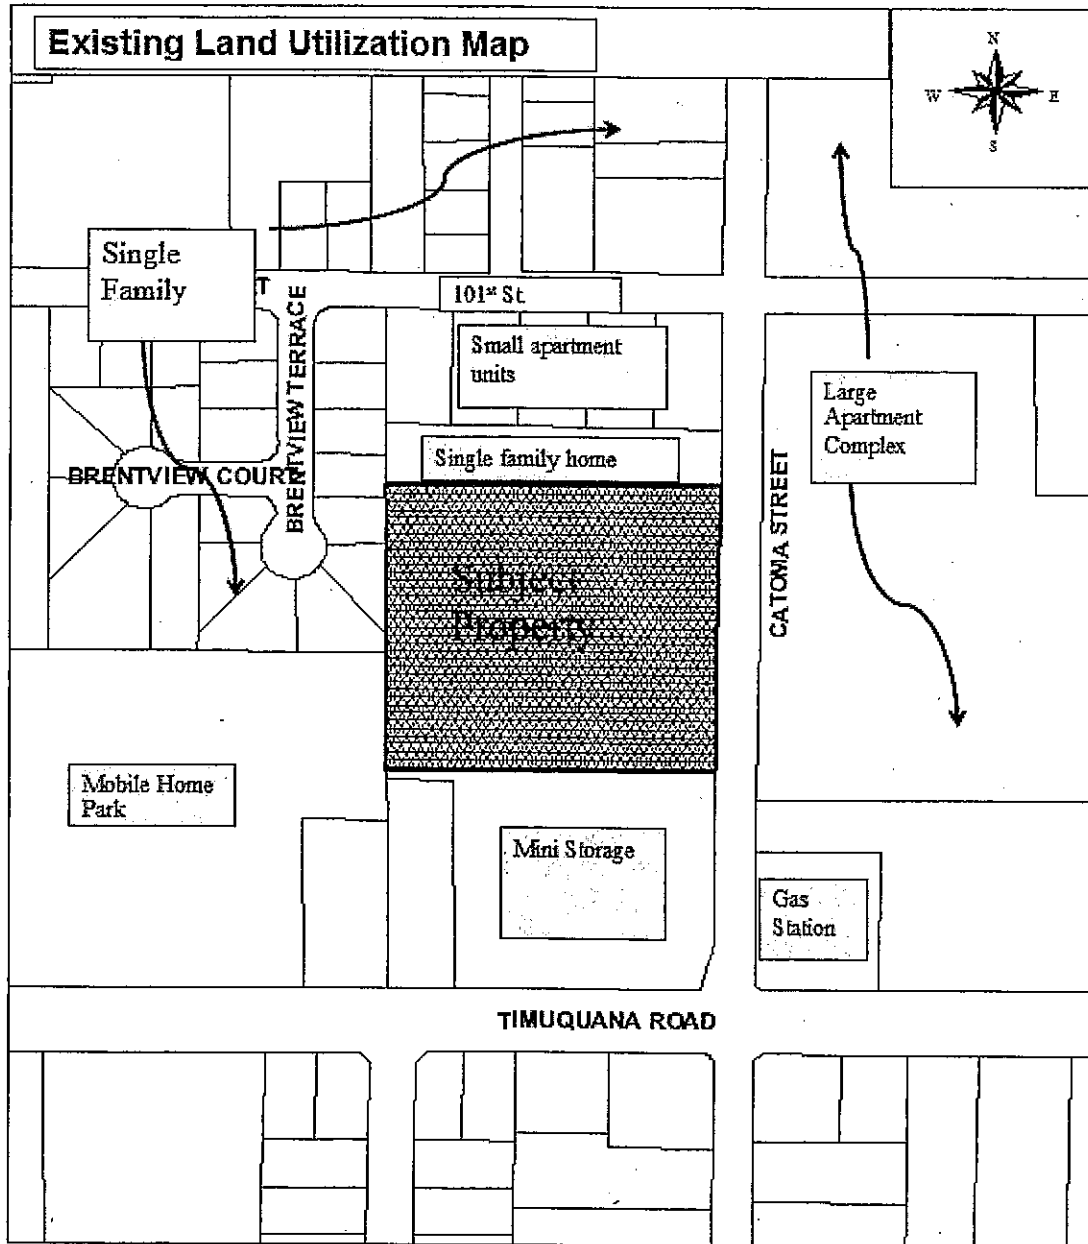 Existing Land Utilization Map
N
W E
S
Single
Family
T
101st St.
BRENTVIEW TERRACE
Small apartment
units
Large
Apartment
Complex
Single family home
BRENTVIEW COURT
CATOMA STREET
Subject
Property
Mobile Home
Park
Mini Storage
Gas
Station
TIMUQUANA ROAD